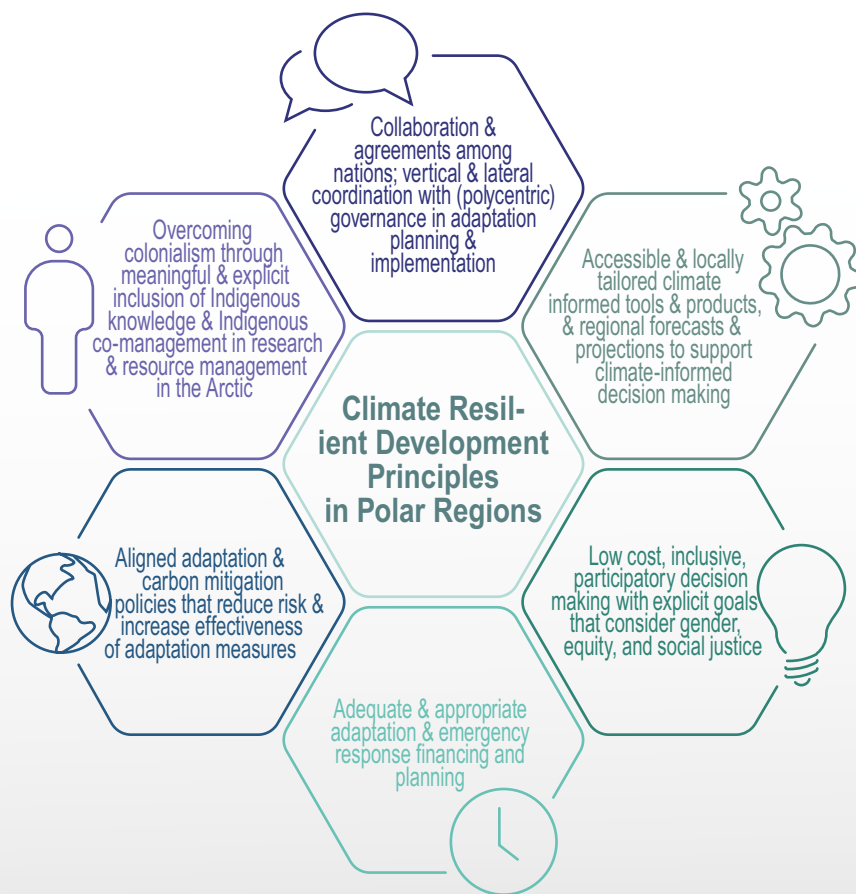 Collaboration &
agreements among
nations; vertical & lateral
coordination with (polycentric)
governance in adaptation
planning &
implementation
Overcoming
colonialism through
meaningful & explicit
inclusion of Indigenous
knowledge & Indigenous
co-management in research
& resource management
in the Arctic
Accessible & locally
tailored climate
informed tools & products,
& regional forecasts &
projections to support
climate-informed
decision making
Climate Resil-
ient Development
Principles
in Polar Regions
Aligned adaptation &
carbon mitigation
policies that reduce risk &
increase effectiveness
of adaptation measures
Low cost, inclusive,
participatory decision
making with explicit goals
that consider gender,
equity, and social justice
Adequate & appropriate
adaptation & emergency
response financing and
planning